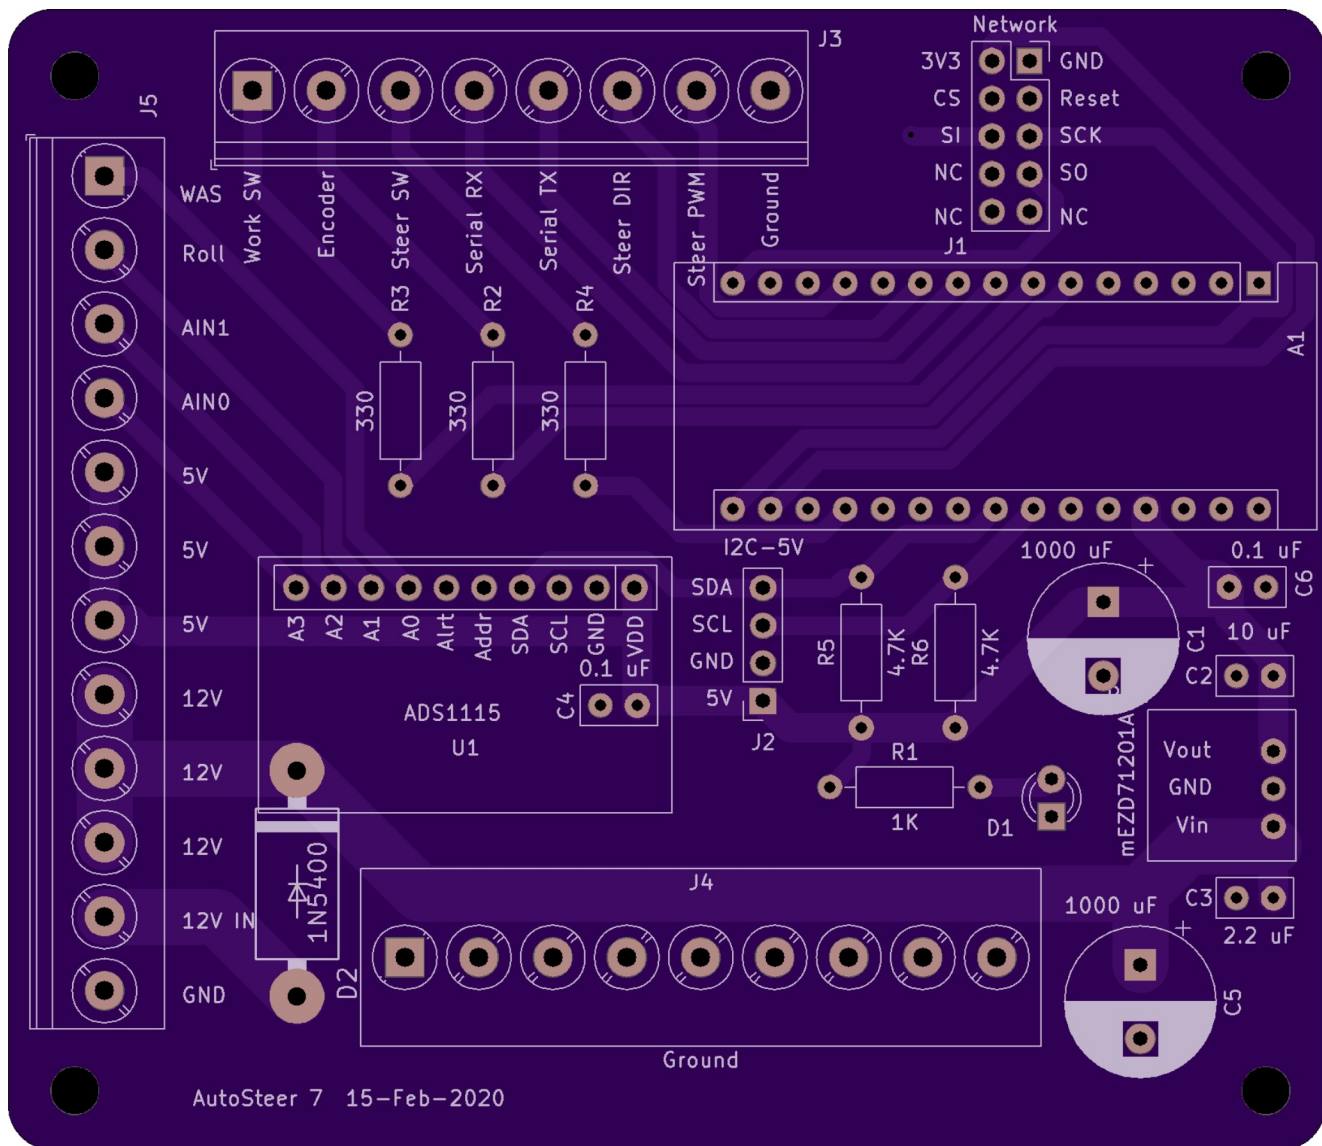 Network
J3
3V3
GND
CS
Reset
SI
SCK
NC
SO
NC
NC
J1
J5
WAS
Roll
AIN1
AIN0
5V
5V
5V
12V
12V
12V
12V IN
GND
Work SW
Encoder
Steer SW
Serial RX
Serial TX
Steer DIR
Steer PWM
Ground
R3
R2
R4
330
330
330
A1
I2C-5V
SDA
SCL
GND
5V
J2
A3
A2
A1
A0
Alrt
Addr
SDA
SCL
GND
VDD
0.1 uF
C4
ADS1115
U1
R5
4.7K
R6
4.7K
R1
1K
D1
1000 uF
C1
0.1 uF
C6
10 uF
C2
mEZD71201A
Vout
GND
Vin
C3
2.2 uF
1000 uF
C5
1N5400
D2
J4
Ground
AutoSteer 7 15-Feb-2020